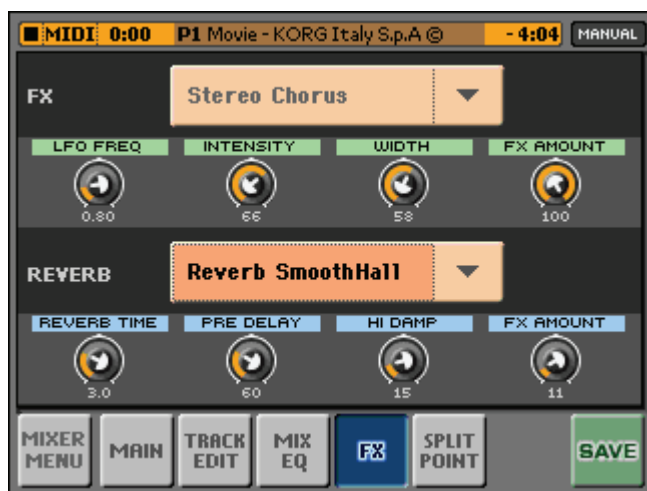 MIDI 0:00 P1 Movie - KORG Italy S.p.A © - 4:04 MANUAL
FX Stereo Chorus
LFO FREQ INTENSITY WIDTH FX AMOUNT
0.80 66 58 100
REVERB Reverb SmoothHall
REVERB TIME PRE DELAY HI DAMP FX AMOUNT
3.0 60 15 11
MIXER MENU MAIN TRACK EDIT MIX EQ FX SPLIT POINT SAVE